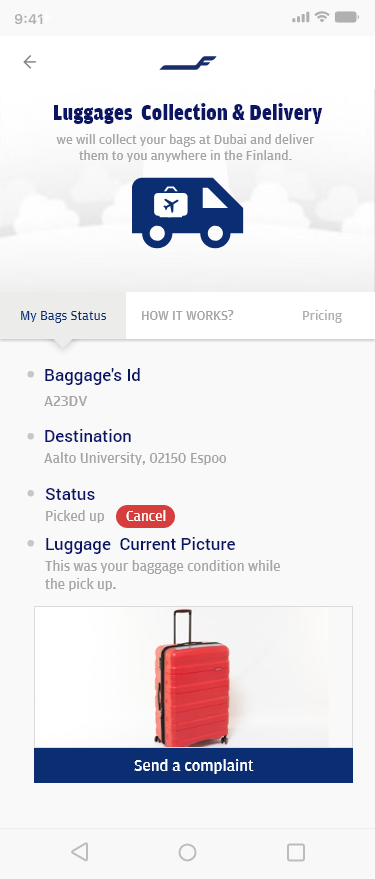 9:41
Luggages Collection & Delivery
we will collect your bags at Dubai and deliver
them to you anywhere in the Finland.
My Bags Status
HOW IT WORKS?
Pricing
Baggage's Id
A23DV
Destination
Aalto University, 02150 Espoo
Status
Picked up Cancel
Luggage Current Picture
This was your baggage condition while
the pick up.
Send a complaint